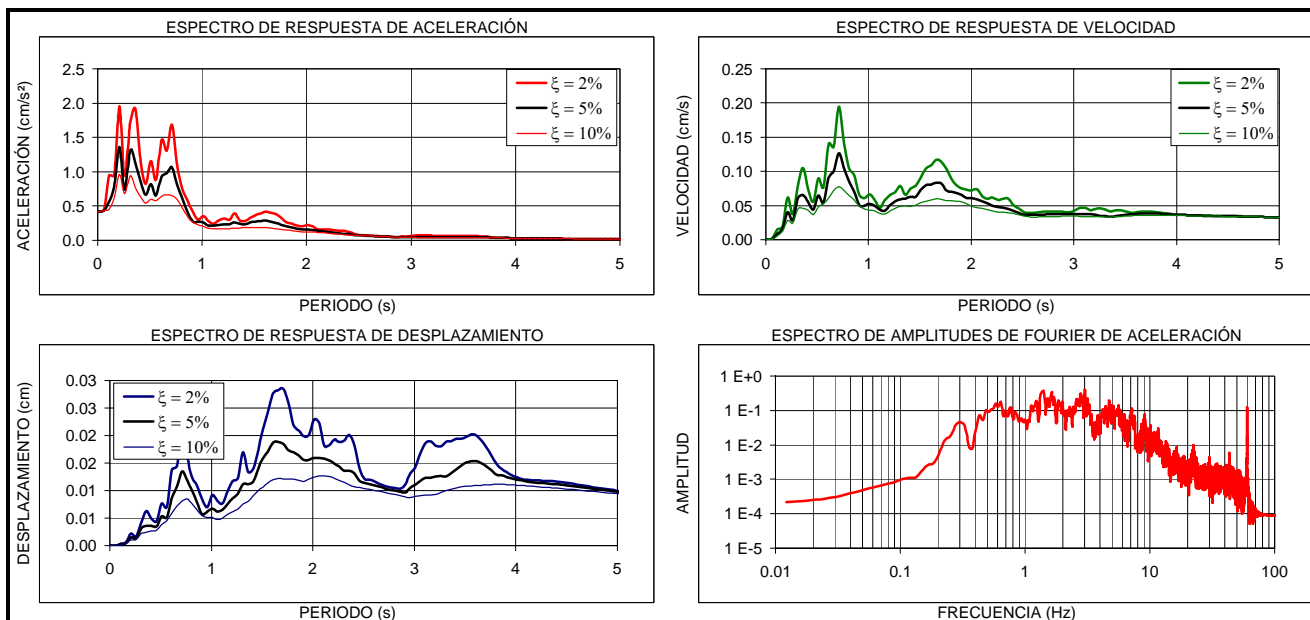 ESPECTRO DE RESPUESTA DE ACELERACIÓN
ACELERACIÓN (cm/s²)
2.5
2.0
1.5
1.0
0.5
0.0
ξ = 2%
ξ = 5%
ξ = 10%
0 1 2 3 4 5
PERIODO (s)
ESPECTRO DE RESPUESTA DE VELOCIDAD
VELOCIDAD (cm/s)
0.25
0.20
0.15
0.10
0.05
0.00
ξ = 2%
ξ = 5%
ξ = 10%
0 1 2 3 4 5
PERIODO (s)
ESPECTRO DE RESPUESTA DE DESPLAZAMIENTO
DESPLAZAMIENTO (cm)
0.03
0.03
0.02
0.02
0.01
0.01
0.00
ξ = 2%
ξ = 5%
ξ = 10%
0 1 2 3 4 5
PERIODO (s)
ESPECTRO DE AMPLITUDES DE FOURIER DE ACELERACIÓN
AMPLITUD
1 E+0
1 E-1
1 E-2
1 E-3
1 E-4
1 E-5
0.01 0.1 1 10 100
FRECUENCIA (Hz)